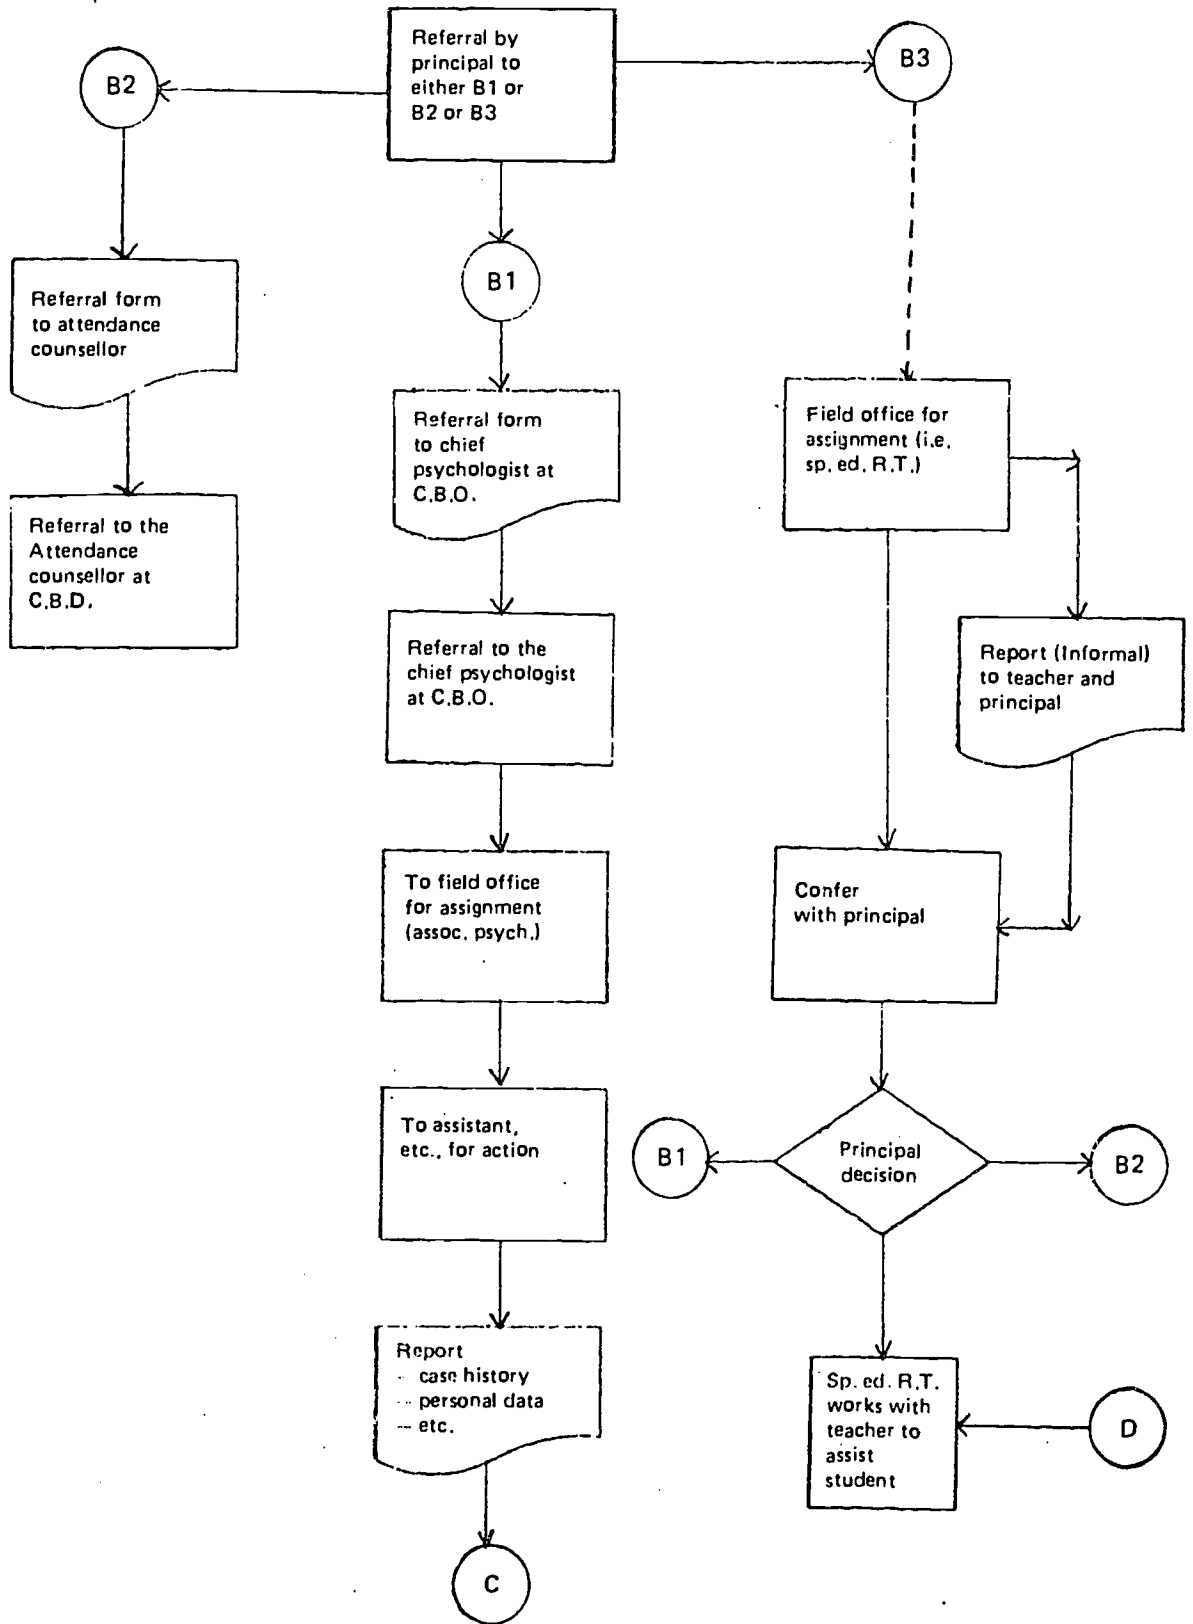 Referral by
principal to
either B1 or
B2 or B3
B2
B3
B1
Referral form
to attendance
counsellor
Referral to the
Attendance
counsellor at
C.B.D.
Referral form
to chief
psychologist at
C.B.O.
Referral to the
chief psychologist
at C.B.O.
To field office
for assignment
(assoc. psych.)
To assistant,
etc., for action
Report
- case history
- personal data
- etc.
C
Field office for
assignment (i.e.
sp. ed. R.T.)
Report (Informal)
to teacher and
principal
Confer
with principal
Principal
decision
B1
B2
Sp. ed. R.T.
works with
teacher to
assist
student
D